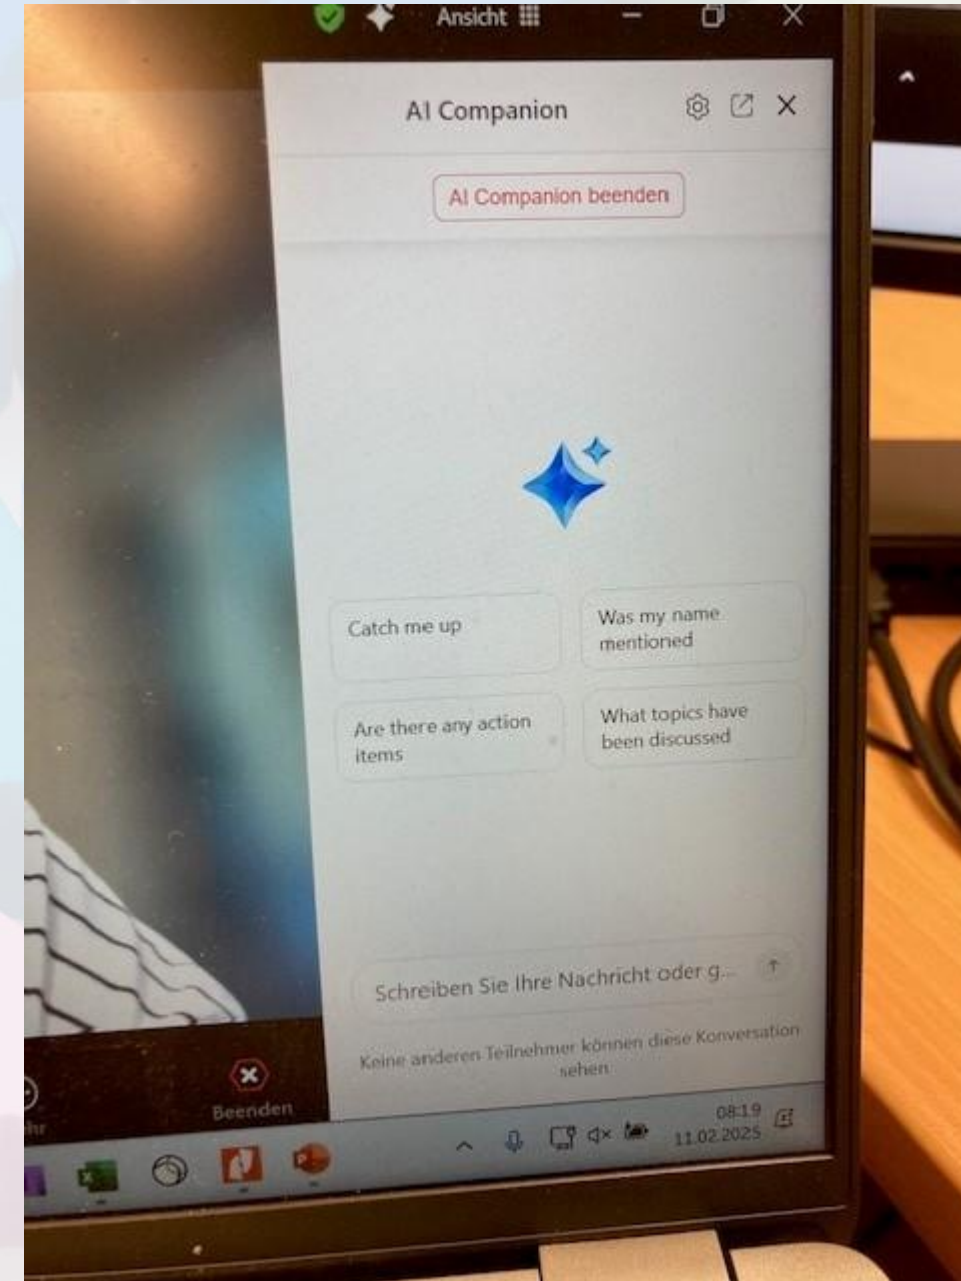 Ansicht
AI Companion
AI Companion beenden
Catch me up
Was my name
mentioned
Are there any action
items
What topics have
been discussed
Schreiben Sie Ihre Nachricht oder g...
Keine anderen Teilnehmer können diese Konversation
sehen
hr
Beenden
08:19
11.02.2025